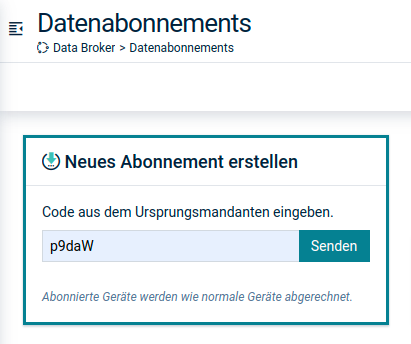 Datenabonnements
Data Broker > Datenabonnements
Neues Abonnement erstellen
Code aus dem Ursprungsmandanten eingeben.
p9daW
Senden
Abonnierte Geräte werden wie normale Geräte abgerechnet.